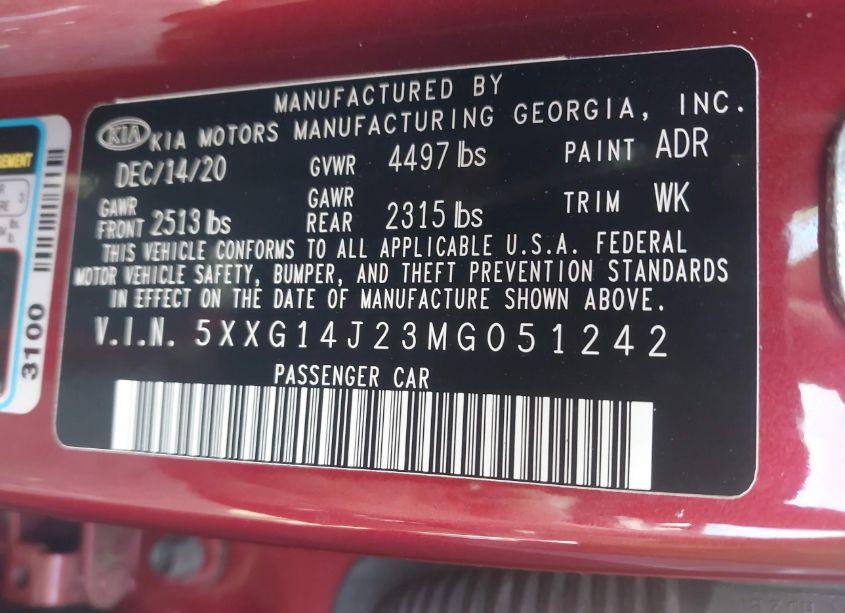 MANUFACTURED BY
KIA KIA MOTORS MANUFACTURING GEORGIA, INC.
DEC/14/20 GVWR 4497 lbs PAINT ADR
GAWR FRONT 2513 lbs GAWR REAR 2315 lbs TRIM WK
THIS VEHICLE CONFORMS TO ALL APPLICABLE U.S.A. FEDERAL
MOTOR VEHICLE SAFETY, BUMPER, AND THEFT PREVENTION STANDARDS
IN EFFECT ON THE DATE OF MANUFACTURE SHOWN ABOVE.
V.I.N. 5XXG14J23MG051242
PASSENGER CAR
3100